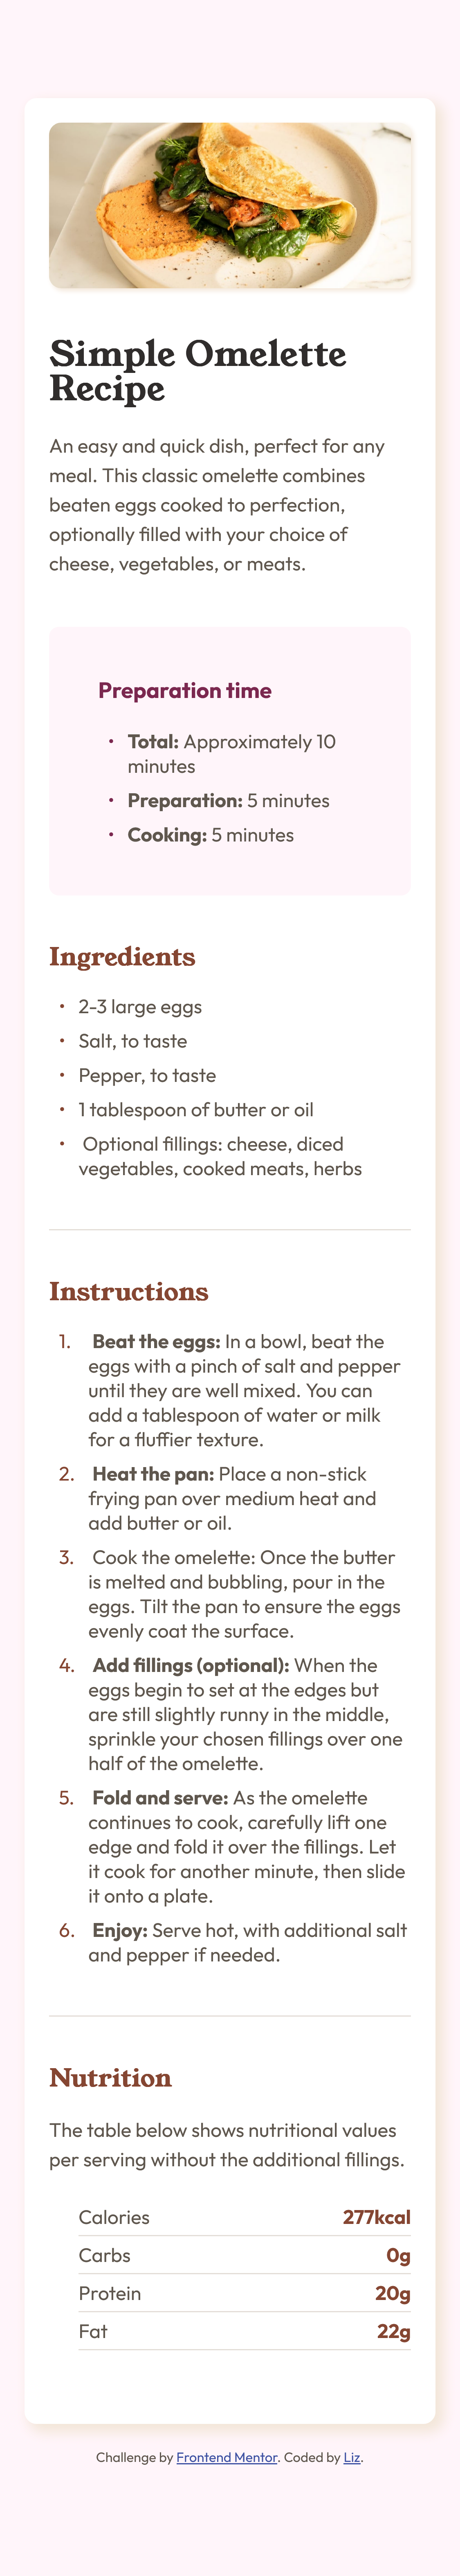 Simple Omelette
Recipe
An easy and quick dish, perfect for any
meal. This classic omelette combines
beaten eggs cooked to perfection,
optionally filled with your choice of
cheese, vegetables, or meats.
Preparation time
• Total: Approximately 10
minutes
• Preparation: 5 minutes
• Cooking: 5 minutes
Ingredients
• 2-3 large eggs
• Salt, to taste
• Pepper, to taste
• 1 tablespoon of butter or oil
• Optional fillings: cheese, diced
vegetables, cooked meats, herbs
Instructions
1. Beat the eggs: In a bowl, beat the
eggs with a pinch of salt and pepper
until they are well mixed. You can
add a tablespoon of water or milk
for a fluffier texture.
2. Heat the pan: Place a non-stick
frying pan over medium heat and
add butter or oil.
3. Cook the omelette: Once the butter
is melted and bubbling, pour in the
eggs. Tilt the pan to ensure the eggs
evenly coat the surface.
4. Add fillings (optional): When the
eggs begin to set at the edges but
are still slightly runny in the middle,
sprinkle your chosen fillings over one
half of the omelette.
5. Fold and serve: As the omelette
continues to cook, carefully lift one
edge and fold it over the fillings. Let
it cook for another minute, then slide
it onto a plate.
6. Enjoy: Serve hot, with additional salt
and pepper if needed.
Nutrition
The table below shows nutritional values
per serving without the additional fillings.
Calories 277kcal
Carbs 0g
Protein 20g
Fat 22g
Challenge by Frontend Mentor. Coded by Liz.